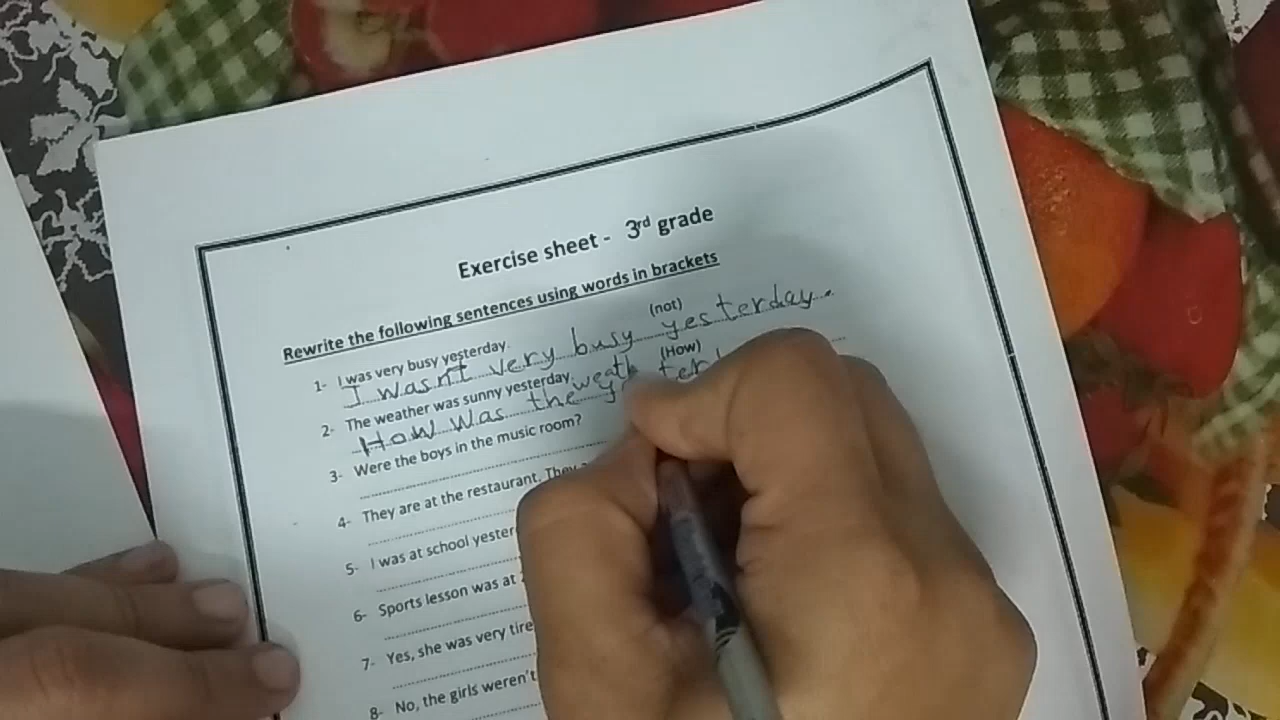 Exercise sheet - 3rd grade
Rewrite the following sentences using words in brackets
1- I was very busy yesterday. (not)
I wasn't very busy yesterday.
2- The weather was sunny yesterday. (How)
How was the weath
3- Were the boys in the music room?
4- They are at the restaurant. They
5- I was at school yester
6- Sports lesson was at
7- Yes, she was very tire
8- No, the girls weren't